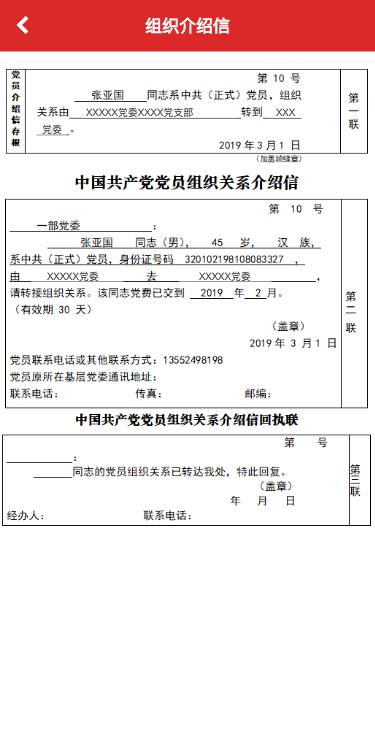 组织介绍信
党员介绍信存根
第 10 号
张亚国 同志系中共（正式）党员，组织
关系由 XXXXX党委XXXX党支部 转到 XXX
党委 。
2019 年 3 月 1 日
（加盖骑缝章）
第一联
中国共产党党员组织关系介绍信
第 10 号
一部党委 ：
张亚国 同志（男）， 45 岁， 汉 族，
系中共（正式）党员，身份证号码 320102198108083327 ，
由 XXXXX党委 去 XXXXX党委 ，
请转接组织关系。该同志党费已交到 2019 年 2 月。
（有效期 30 天）
（盖章）
2019 年 3 月 1 日
党员联系电话或其他联系方式：13552498198
党员原所在基层党委通讯地址：
联系电话： 传真： 邮编：
第二联
中国共产党党员组织关系介绍信回执联
第 号
：
同志的党员组织关系已转达我处，特此回复。
（盖章）
年 月 日
经办人： 联系电话：
第三联